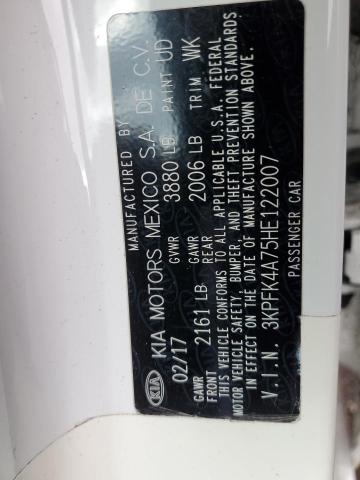 MANUFACTURED BY
KIA KIA MOTORS MEXICO S.A. DE C.V.
02/17 GVWR 3880 LB PAINT UD
GAWR FRONT 2161 LB GAWR REAR 2006 LB TRIM WK
THIS VEHICLE CONFORMS TO ALL APPLICABLE U.S.A. FEDERAL
MOTOR VEHICLE SAFETY, BUMPER, AND THEFT PREVENTION STANDARDS
IN EFFECT ON THE DATE OF MANUFACTURE SHOWN ABOVE.
V.I.N. 3KPFK4A75HE122007
PASSENGER CAR